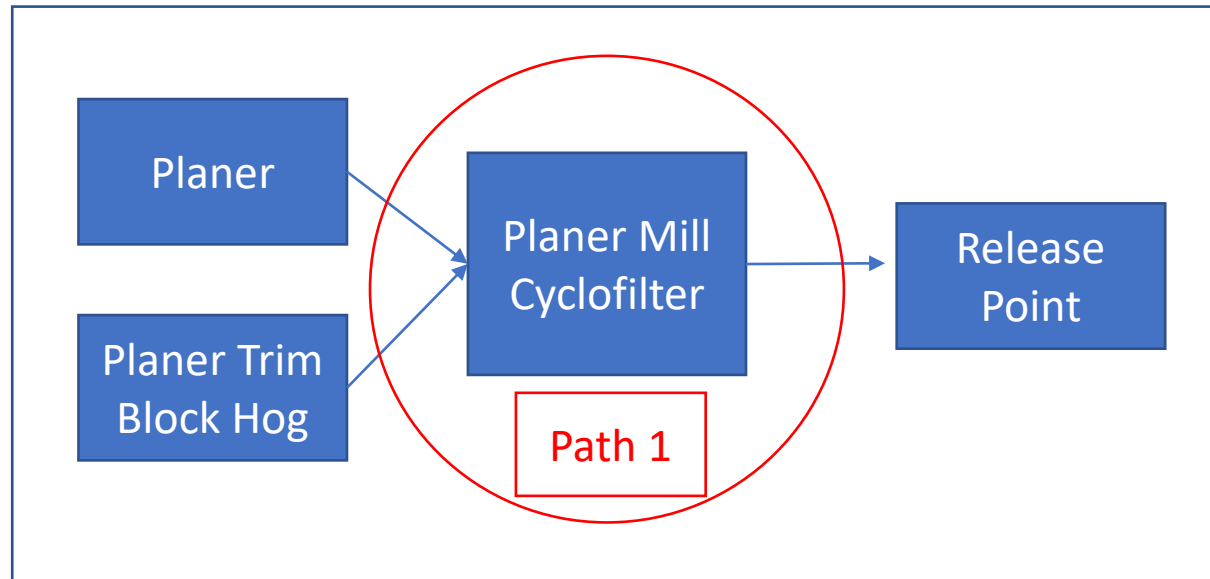 Planer
Planer Trim
Block Hog
Planer Mill
Cyclofilter
Path 1
Release
Point